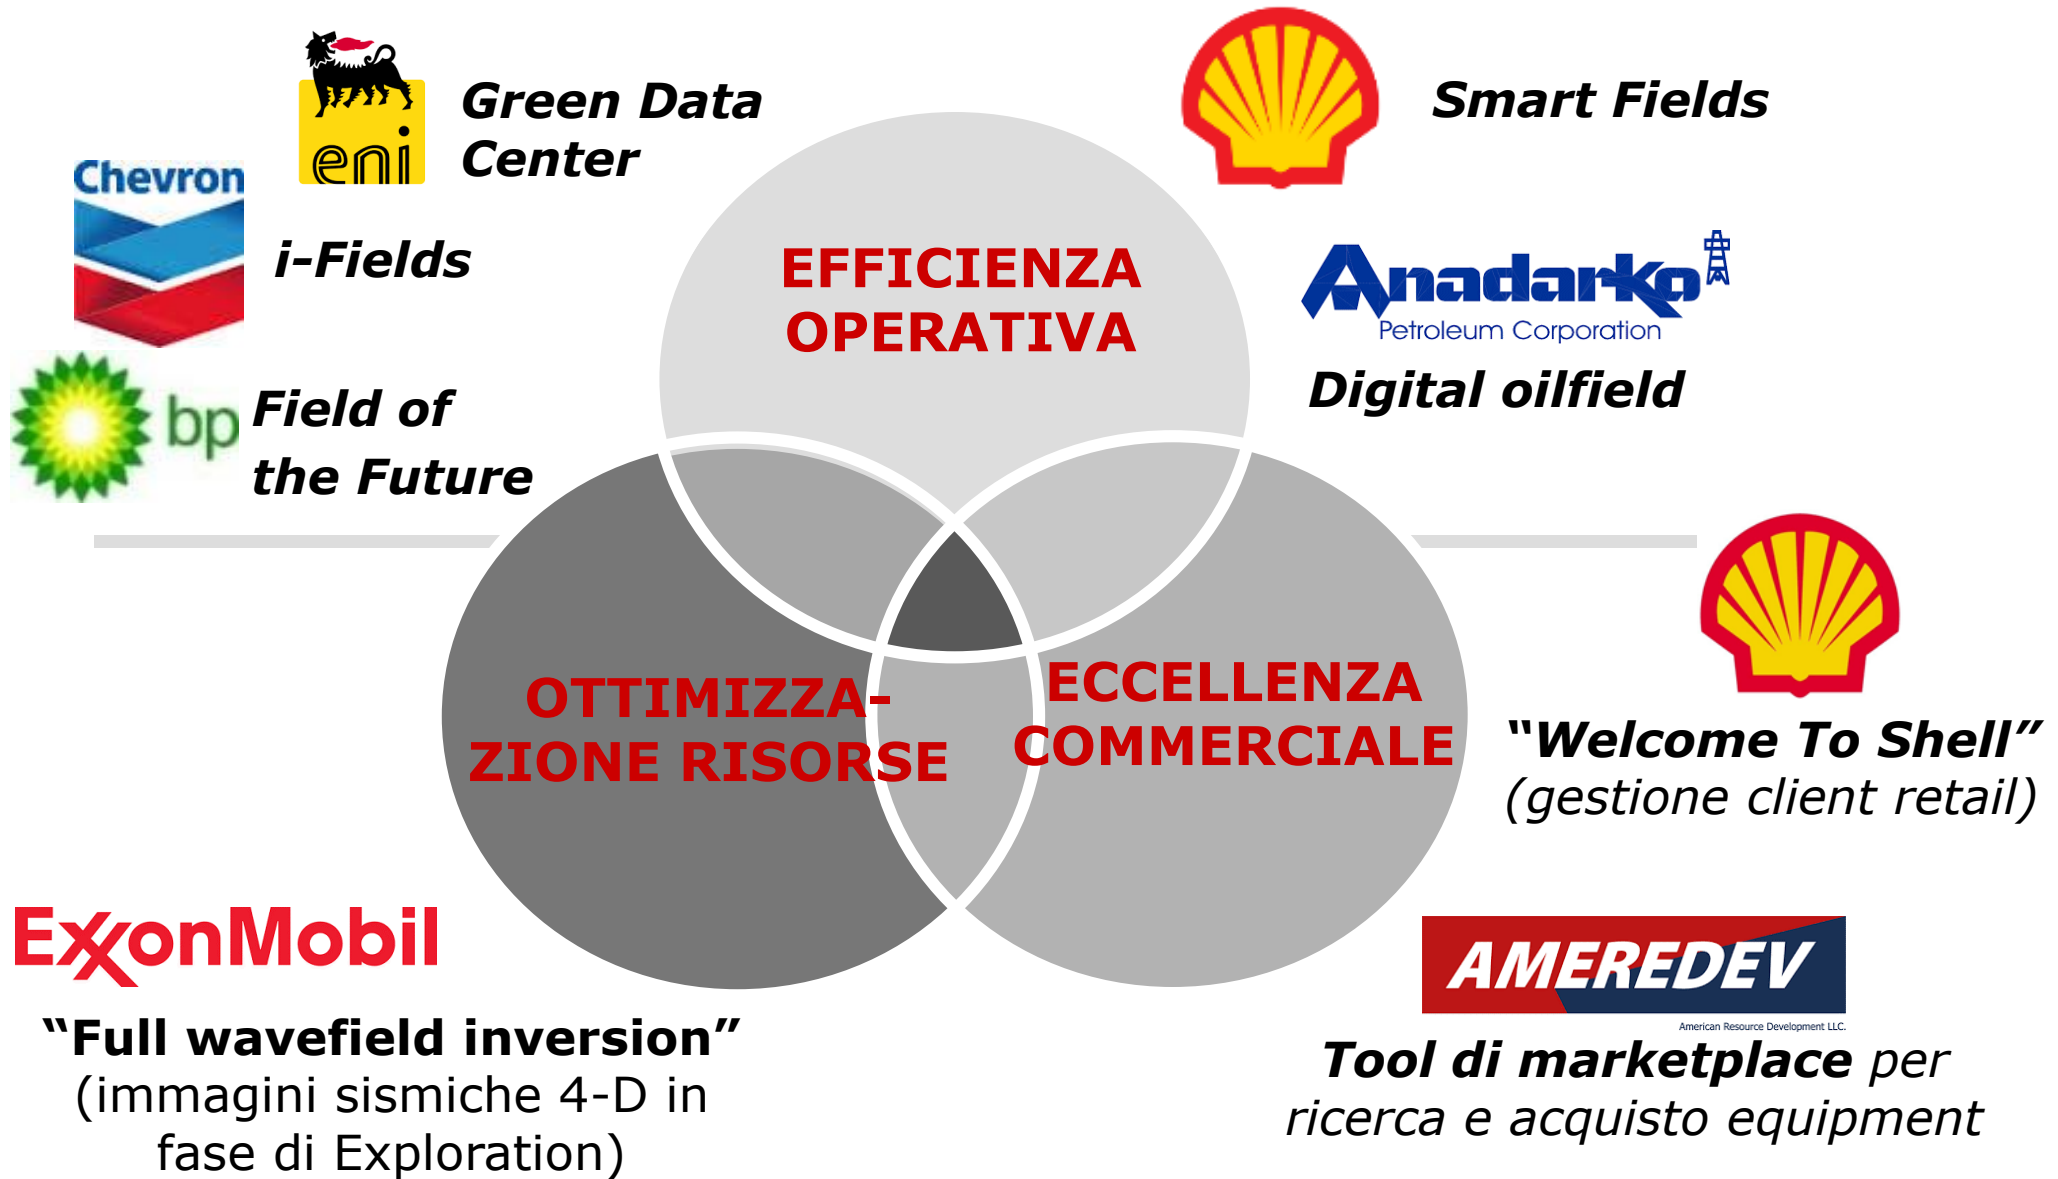 eni
Green Data
Center
Smart Fields
Chevron
i-Fields
EFFICIENZA
OPERATIVA
Anadarko
Petroleum Corporation
Digital oilfield
bp
Field of
the Future
OTTIMIZZA-
ZIONE RISORSE
ECCELLENZA
COMMERCIALE
“Welcome To Shell”
(gestione client retail)
ExxonMobil
“Full wavefield inversion”
(immagini sismiche 4-D in
fase di Exploration)
AMEREDEV
American Resource Development LLC.
Tool di marketplace per
ricerca e acquisto equipment